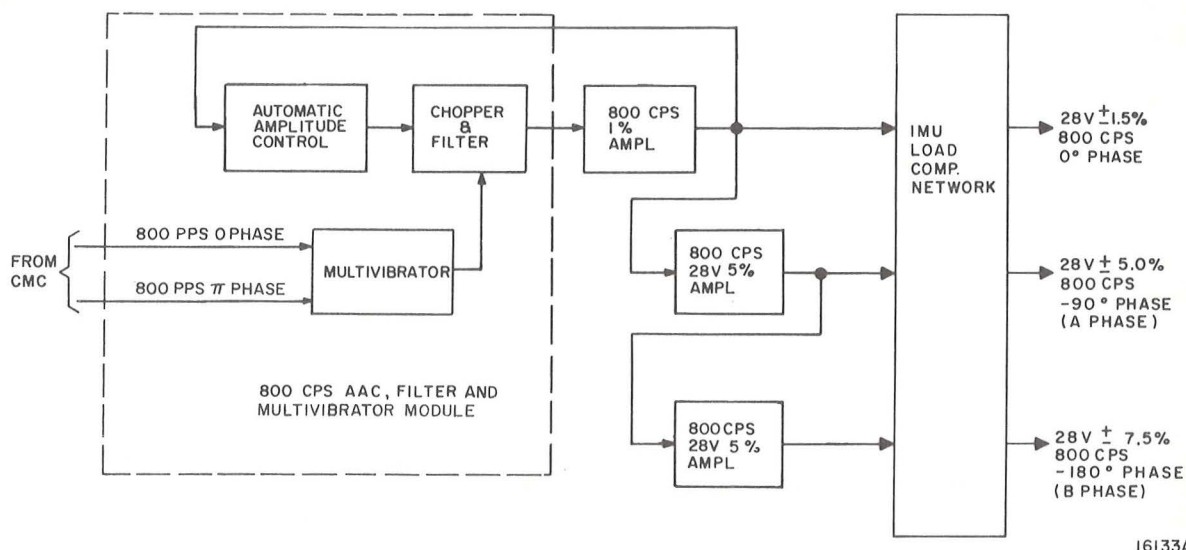 AUTOMATIC
AMPLITUDE
CONTROL
CHOPPER
&
FILTER
800 CPS
1%
AMPL
IMU
LOAD
COMP.
NETWORK
28V ±1.5%
800 CPS
0° PHASE
FROM
CMC
800 PPS 0 PHASE
800 PPS π PHASE
MULTIVIBRATOR
800 CPS
28V 5%
AMPL
28V ± 5.0%
800 CPS
-90° PHASE
(A PHASE)
800 CPS AAC, FILTER AND
MULTIVIBRATOR MODULE
800CPS
28V 5%
AMPL
28V ± 7.5%
800 CPS
-180° PHASE
(B PHASE)
16133A